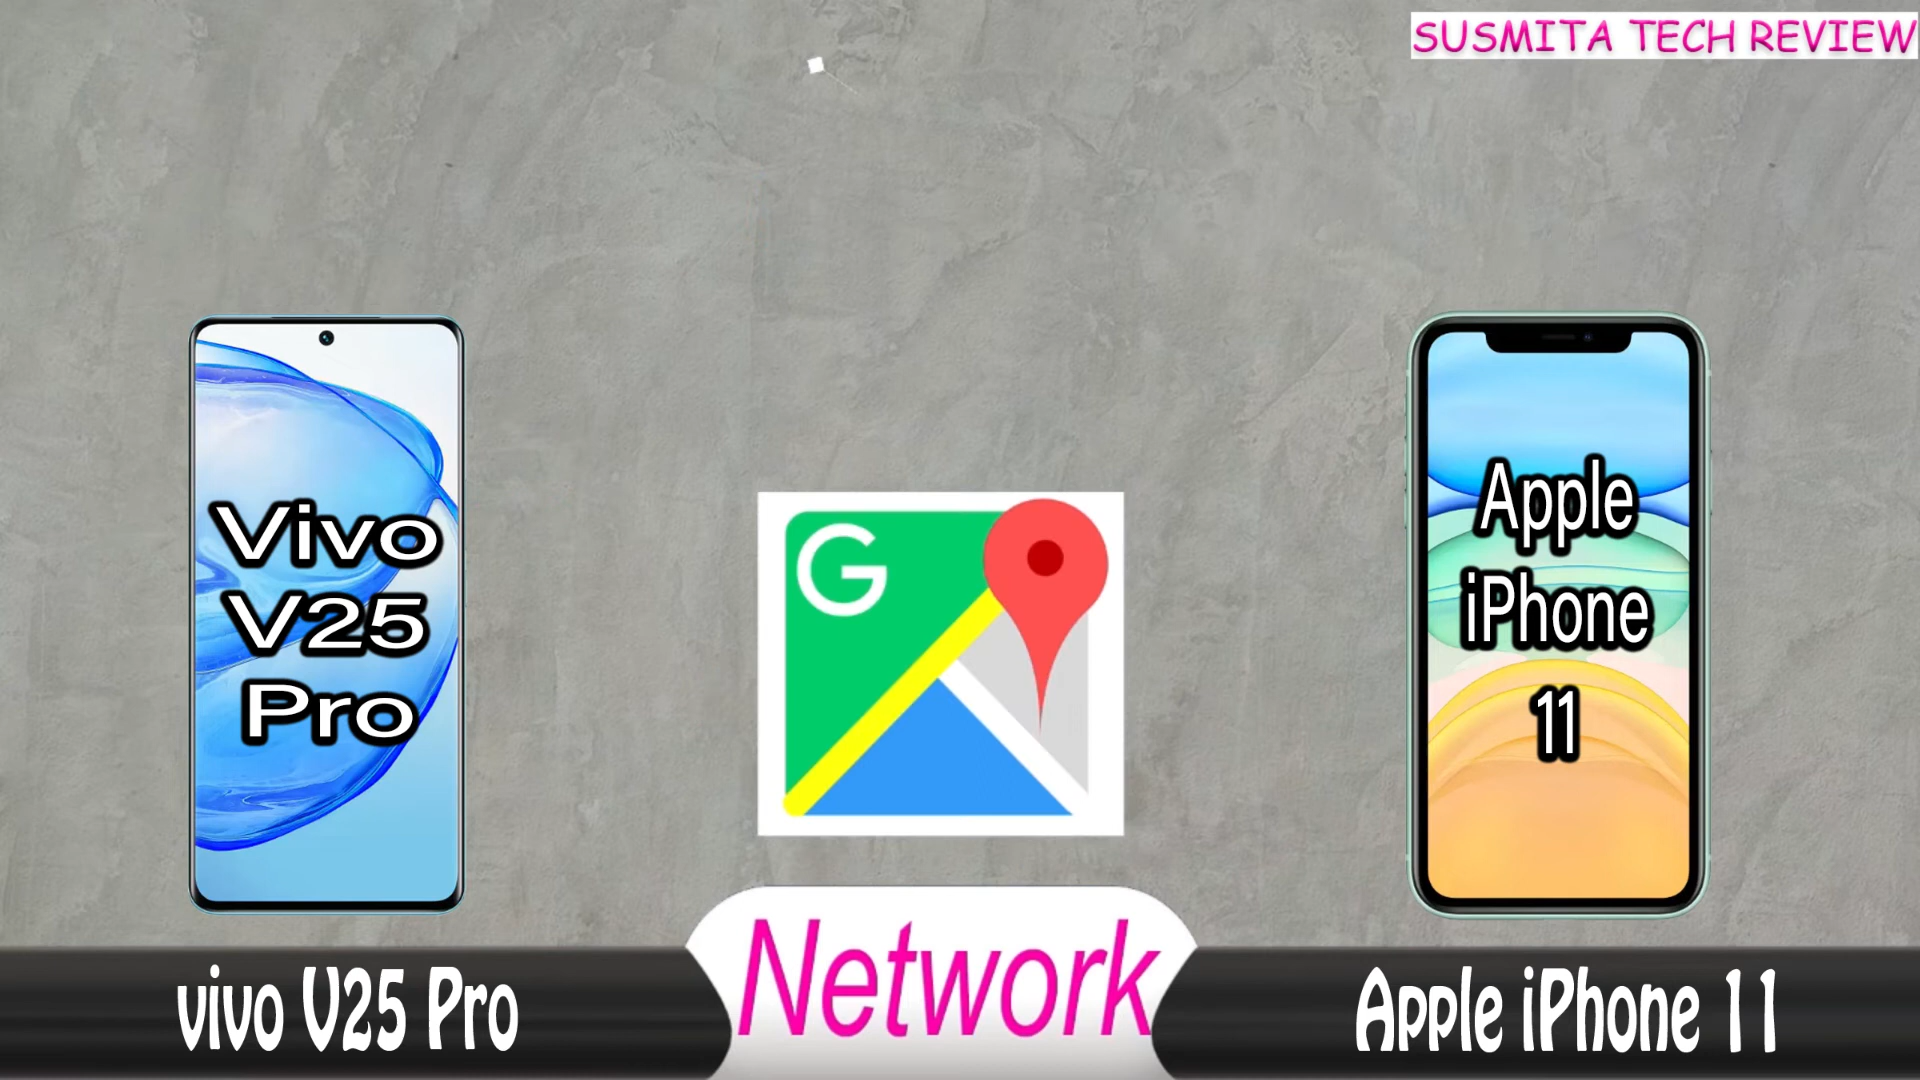 SUSMITA TECH REVIEW
Vivo
V25
Pro
G
Apple
iPhone
11
vivo V25 Pro
Network
Apple iPhone 11